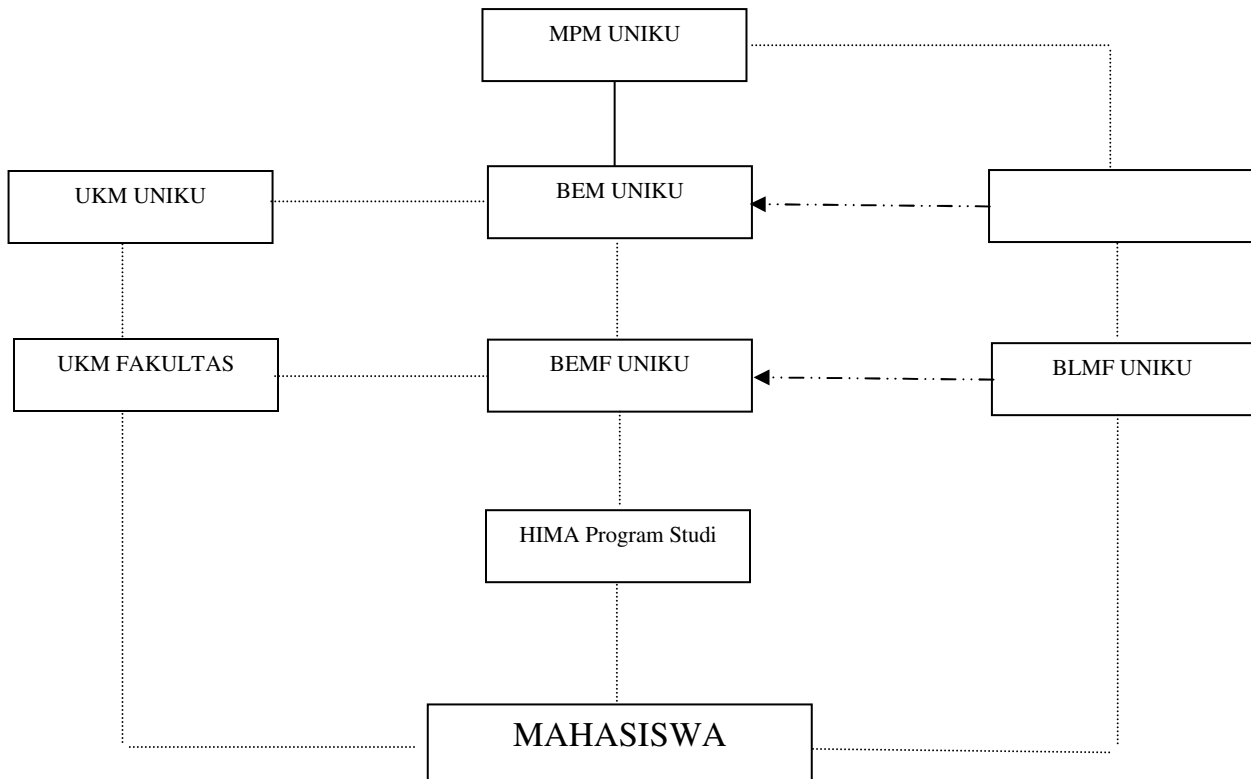 MPM UNIKU
UKM UNIKU
BEM UNIKU
UKM FAKULTAS
BEMF UNIKU
BLMF UNIKU
HIMA Program Studi
MAHASISWA